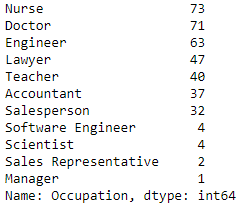 Nurse 73
Doctor 71
Engineer 63
Lawyer 47
Teacher 40
Accountant 37
Salesperson 32
Software Engineer 4
Scientist 4
Sales Representative 2
Manager 1
Name: Occupation, dtype: int64